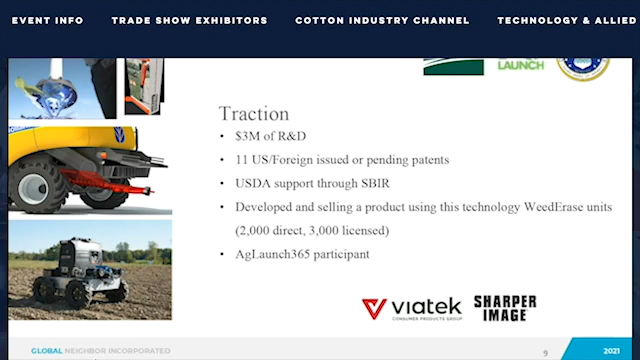 EVENT INFO TRADE SHOW EXHIBITORS COTTON INDUSTRY CHANNEL TECHNOLOGY & ALLIED
LAUNCH
Traction
• $3M of R&D
• 11 US/Foreign issued or pending patents
• USDA support through SBIR
• Developed and selling a product using this technology WeedErase units
(2,000 direct, 3,000 licensed)
• AgLaunch365 participant
viatek
CONSUMER PRODUCTS GROUP
SHARPER
IMAGE
GLOBAL NEIGHBOR INCORPORATED
9
2021